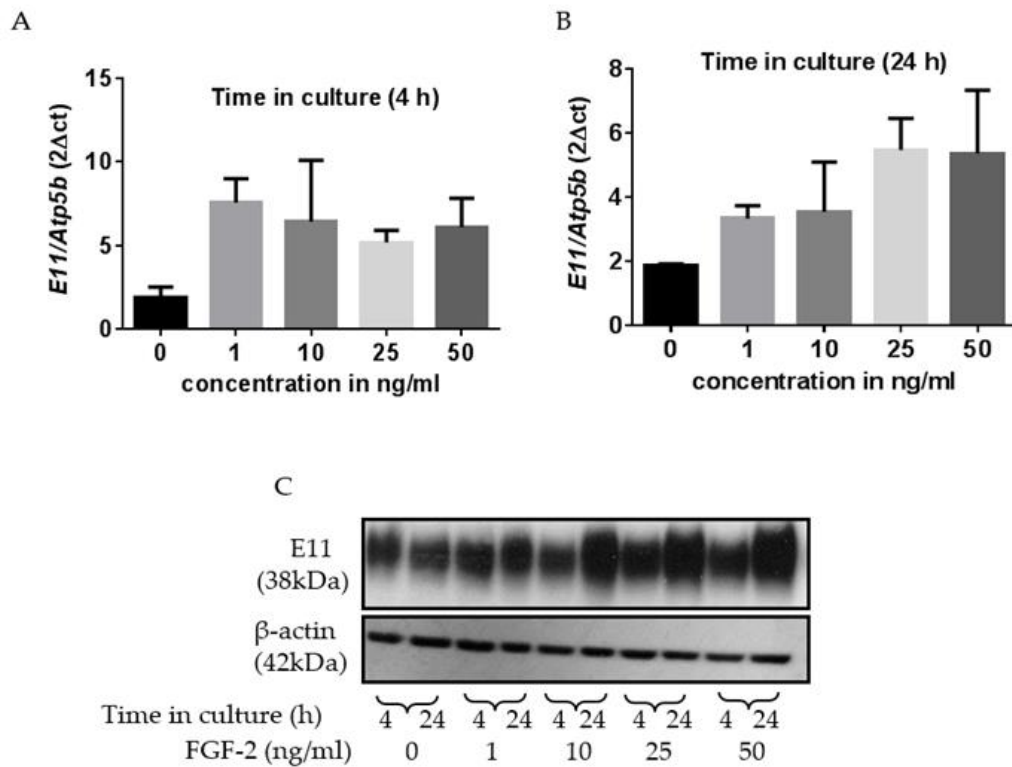 A
B
Time in culture (4 h)
E11/Atp5b (2Δct)
15
10
5
0
0 1 10 25 50
concentration in ng/ml
Time in culture (24 h)
E11/Atp5b (2Δct)
8
6
4
2
0
0 1 10 25 50
concentration in ng/ml
C
E11
(38kDa)
β-actin
(42kDa)
Time in culture (h) 4 24 4 24 4 24 4 24 4 24
FGF-2 (ng/ml) 0 1 10 25 50